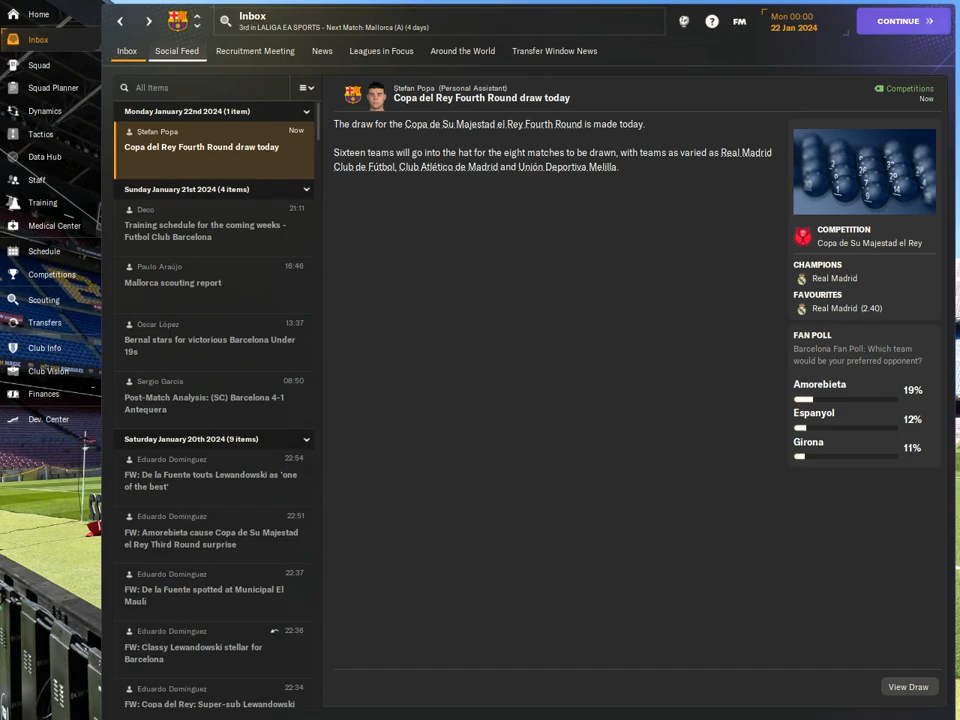 Home
Inbox
Squad
Squad Planner
Dynamics
Tactics
Data Hub
Staff
Training
Medical Center
Schedule
Competitions
Scouting
Transfers
Club Info
Club Vision
Finances
Dev. Center
Inbox
3rd in LALIGA EA SPORTS - Next Match: Mallorca (A) (4 days)
?
FM
Mon 00:00
22 Jan 2024
CONTINUE
Inbox
Social Feed
Recruitment Meeting
News
Leagues in Focus
Around the World
Transfer Window News
All Items
Monday January 22nd 2024 (1 item)
Ștefan Popa
Now
Copa del Rey Fourth Round draw today
Sunday January 21st 2024 (4 items)
Deco
21:11
Training schedule for the coming weeks -
Futbol Club Barcelona
Paulo Araújo
16:46
Mallorca scouting report
Óscar López
13:37
Bernal stars for victorious Barcelona Under
19s
Sergio García
08:50
Post-Match Analysis: (SC) Barcelona 4-1
Antequera
Saturday January 20th 2024 (9 items)
Eduardo Dominguez
22:54
FW: De la Fuente touts Lewandowski as 'one
of the best'
Eduardo Dominguez
22:51
FW: Amorebieta cause Copa de Su Majestad
el Rey Third Round surprise
Eduardo Dominguez
22:37
FW: De la Fuente spotted at Municipal El
Maulí
Eduardo Dominguez
22:36
FW: Classy Lewandowski stellar for
Barcelona
Eduardo Dominguez
22:34
FW: Copa del Rey: Super-sub Lewandowski
Ștefan Popa (Personal Assistant)
Copa del Rey Fourth Round draw today
Competitions
Now
The draw for the Copa de Su Majestad el Rey Fourth Round is made today.
Sixteen teams will go into the hat for the eight matches to be drawn, with teams as varied as Real Madrid
Club de Fútbol, Club Atlético de Madrid and Unión Deportiva Melilla.
COMPETITION
Copa de Su Majestad el Rey
CHAMPIONS
Real Madrid
FAVOURITES
Real Madrid (2.40)
FAN POLL
Barcelona Fan Poll: Which team
would be your preferred opponent?
Amorebieta
19%
Espanyol
12%
Girona
11%
View Draw